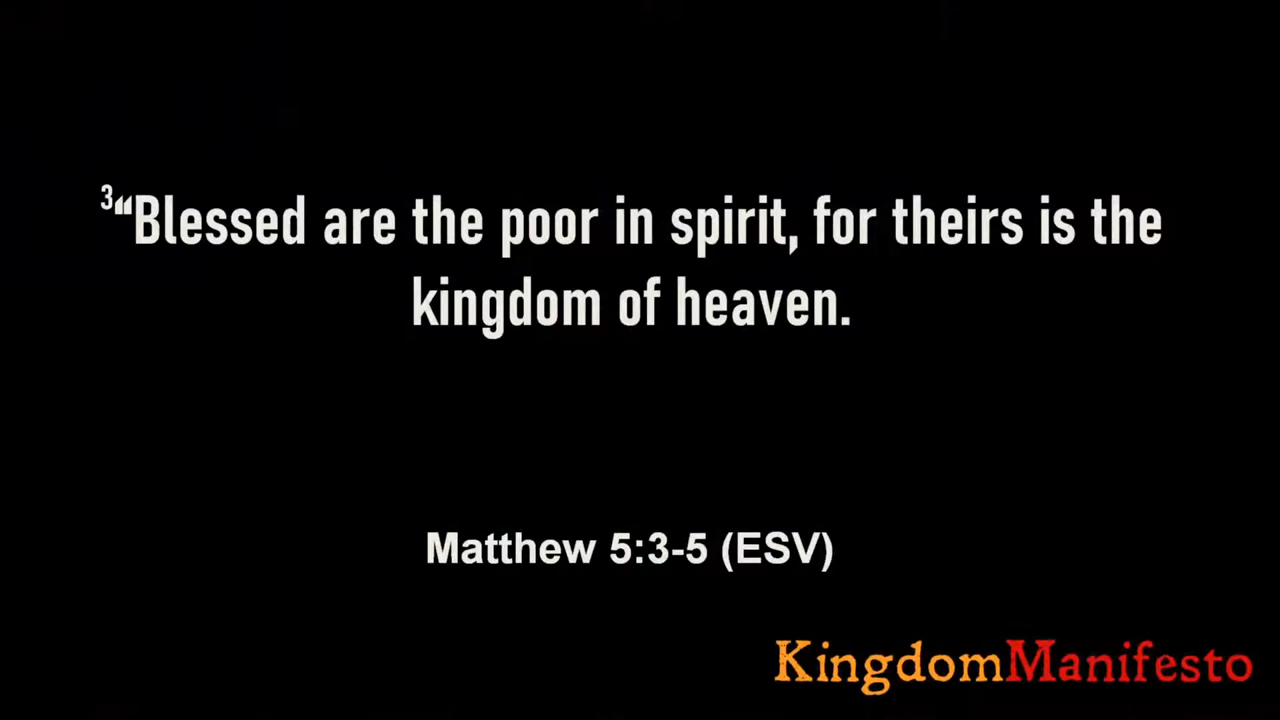 ³“Blessed are the poor in spirit, for theirs is the
kingdom of heaven.
Matthew 5:3-5 (ESV)
KingdomManifesto